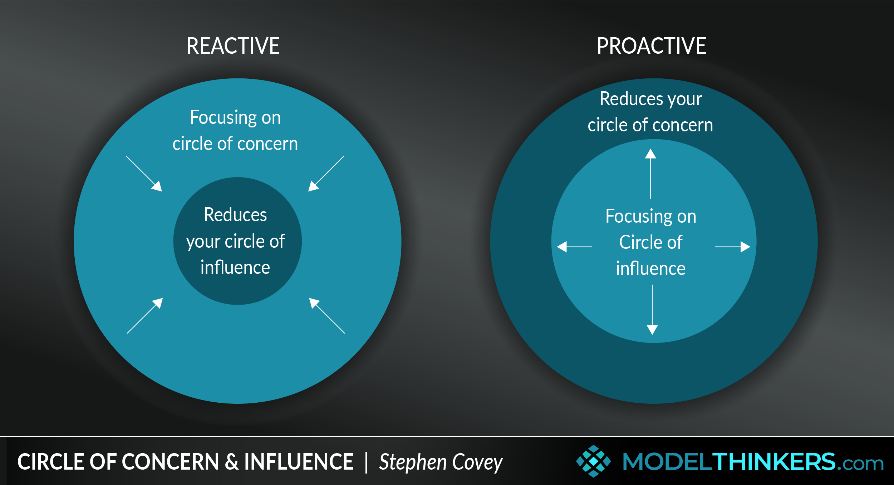 REACTIVE
Focusing on
circle of concern
Reduces
your circle of
influence
PROACTIVE
Reduces your
circle of concern
Focusing on
Circle of
influence
CIRCLE OF CONCERN & INFLUENCE | Stephen Covey
MODELTHINKERS.com